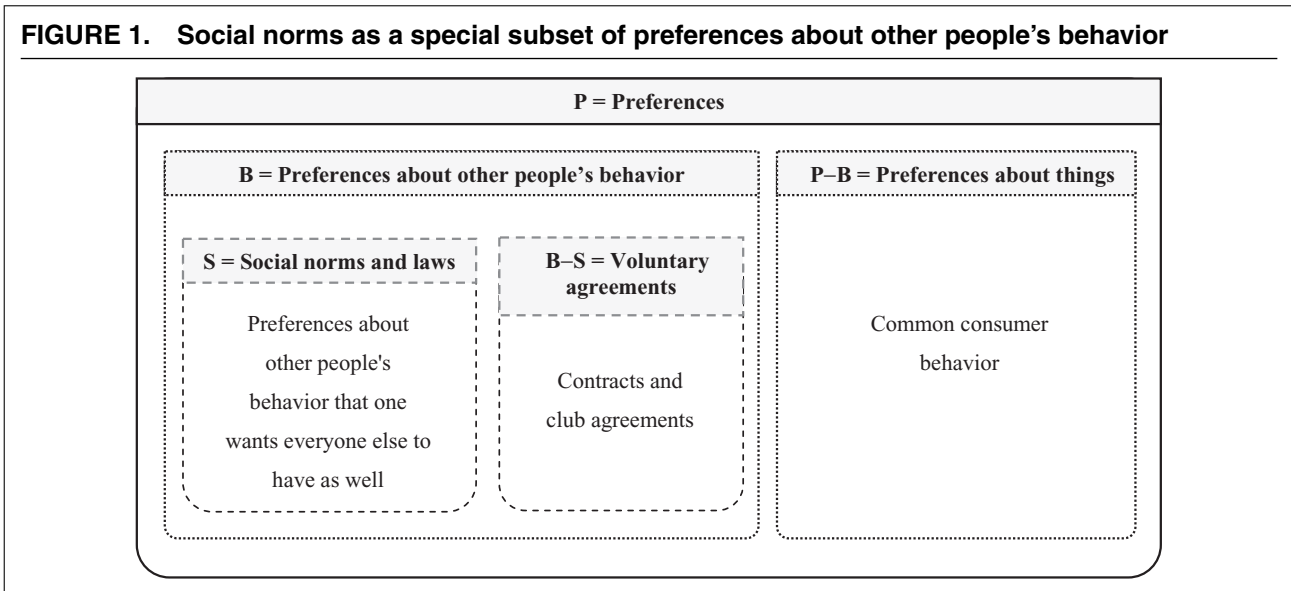 FIGURE 1. Social norms as a special subset of preferences about other people’s behavior
P = Preferences
B = Preferences about other people’s behavior
S = Social norms and laws
Preferences about
other people's
behavior that one
wants everyone else to
have as well
B–S = Voluntary
agreements
Contracts and
club agreements
P–B = Preferences about things
Common consumer
behavior